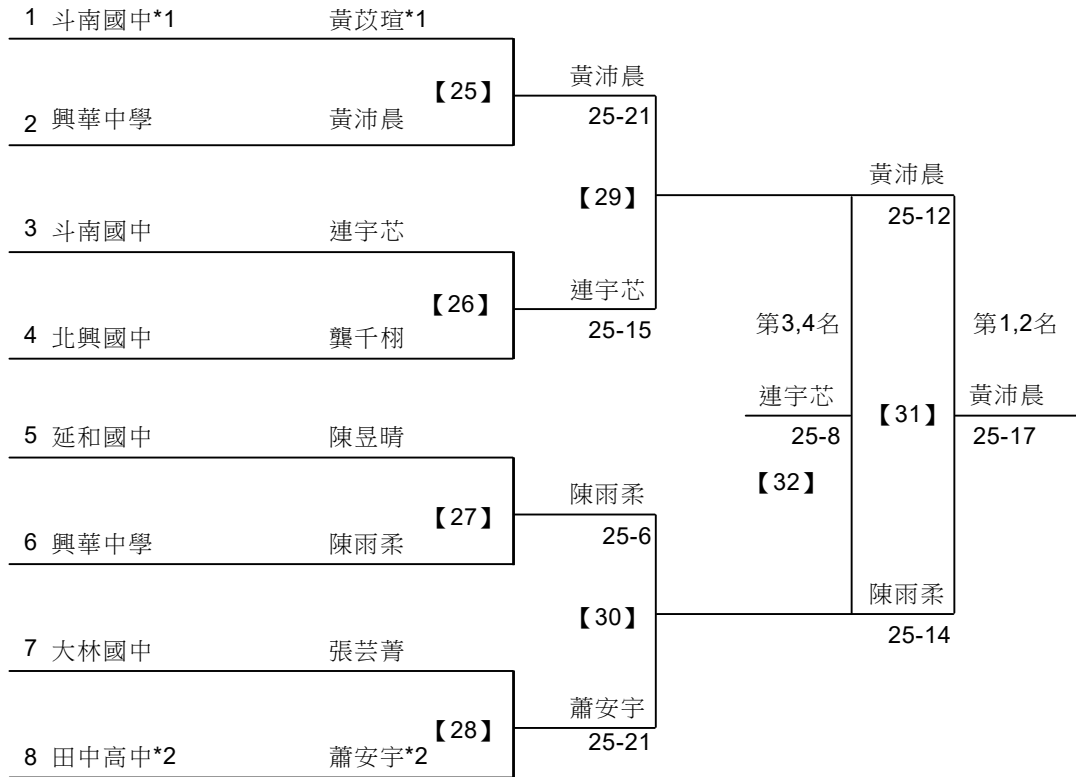 1 斗南國中*1 黃苡瑄*1
【25】 黃沛晨
25-21
2 興華中學 黃沛晨
【29】 黃沛晨
25-12
3 斗南國中 連宇芯
【26】 連宇芯
25-15
4 北興國中 龔千栩
第3,4名 第1,2名
連宇芯 【31】 黃沛晨
25-8 25-17
【32】
5 延和國中 陳昱晴
【27】 陳雨柔
25-6
6 興華中學 陳雨柔
【30】 陳雨柔
25-14
7 大林國中 張芸菁
【28】 蕭安宇
25-21
8 田中高中*2 蕭安宇*2